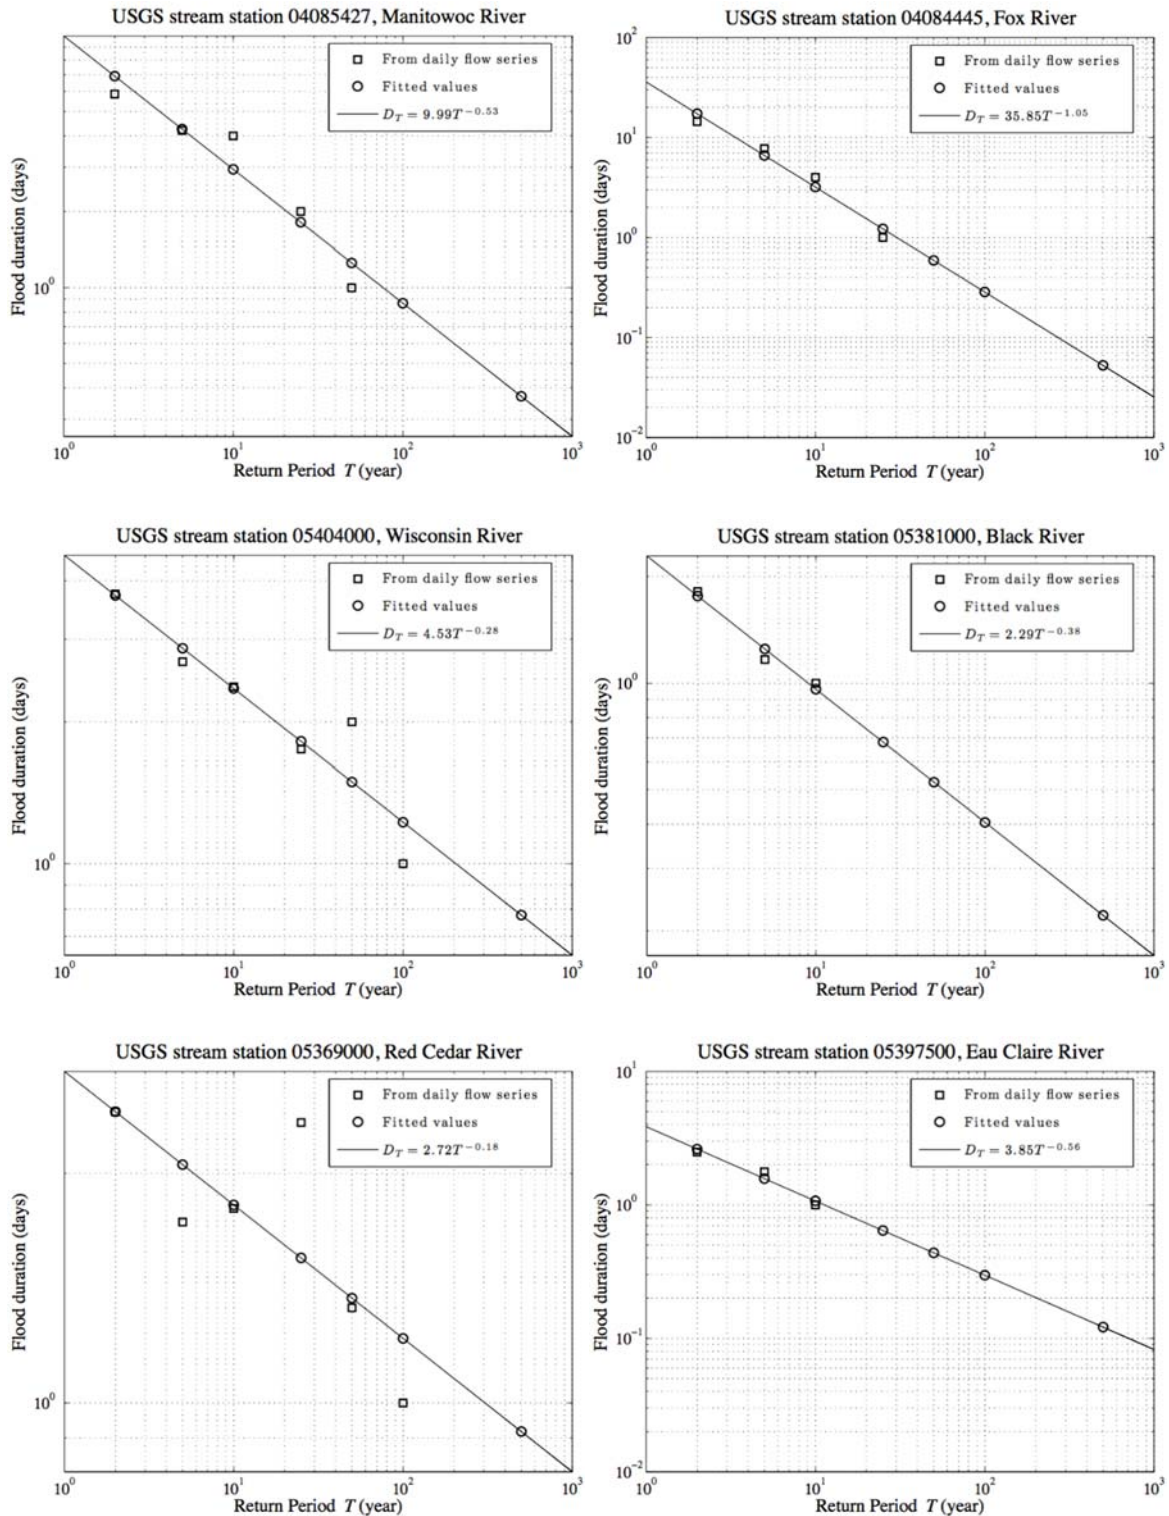 USGS stream station 04085427, Manitowoc River
From daily flow series
Fitted values
D_T = 9.99T^{-0.53}
Flood duration (days)
10^0
10^0 10^1 10^2 10^3
Return Period T (year)
USGS stream station 04084445, Fox River
10^2
From daily flow series
Fitted values
D_T = 35.85T^{-1.05}
10^1
Flood duration (days)
10^0
10^{-1}
10^{-2}
10^0 10^1 10^2 10^3
Return Period T (year)
USGS stream station 05404000, Wisconsin River
From daily flow series
Fitted values
D_T = 4.53T^{-0.28}
Flood duration (days)
10^0
10^0 10^1 10^2 10^3
Return Period T (year)
USGS stream station 05381000, Black River
From daily flow series
Fitted values
D_T = 2.29T^{-0.38}
Flood duration (days)
10^0
10^0 10^1 10^2 10^3
Return Period T (year)
USGS stream station 05369000, Red Cedar River
From daily flow series
Fitted values
D_T = 2.72T^{-0.18}
Flood duration (days)
10^0
10^0 10^1 10^2 10^3
Return Period T (year)
USGS stream station 05397500, Eau Claire River
10^1
From daily flow series
Fitted values
D_T = 3.85T^{-0.56}
10^0
Flood duration (days)
10^{-1}
10^{-2}
10^0 10^1 10^2 10^3
Return Period T (year)